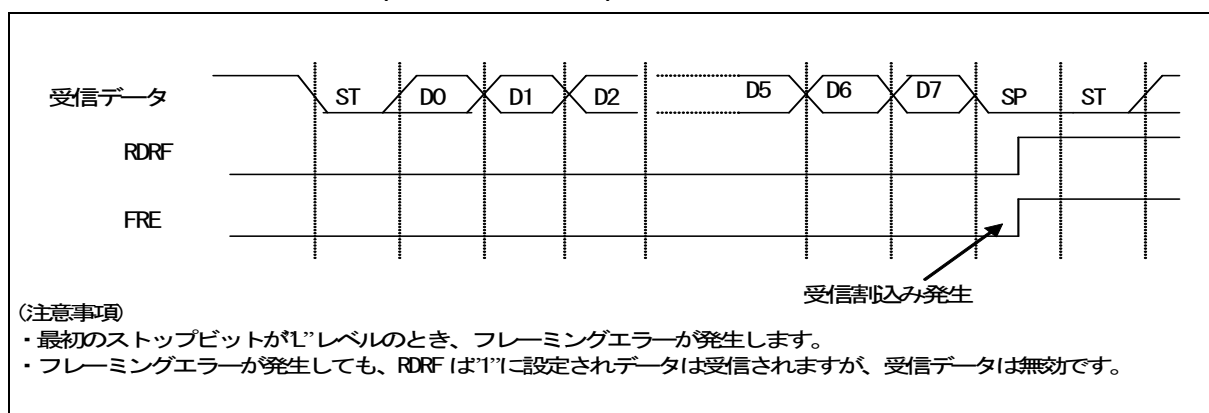 受信データ ST D0 D1 D2 D5 D6 D7 SP ST
RDRF
FRE
受信割込み発生
(注意事項)
・最初のストップビットが"L"レベルのとき、フレーミングエラーが発生します。
・フレーミングエラーが発生しても、RDRF は"1"に設定されデータは受信されますが、受信データは無効です。